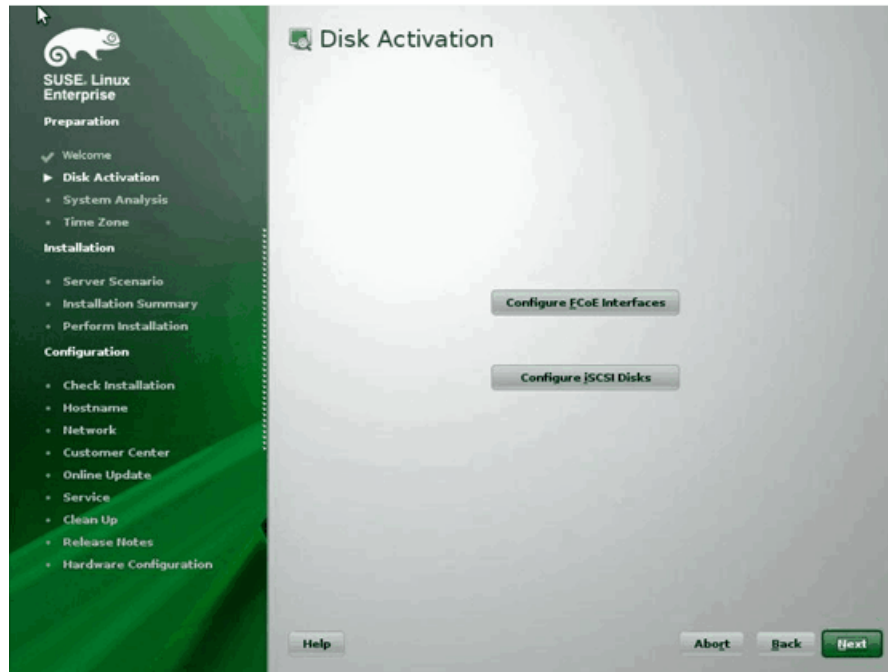 SUSE. Linux
Enterprise
Preparation
Welcome
Disk Activation
System Analysis
Time Zone
Installation
Server Scenario
Installation Summary
Perform Installation
Configuration
Check Installation
Hostname
Network
Customer Center
Online Update
Service
Clean Up
Release Notes
Hardware Configuration
Disk Activation
Configure FCoE Interfaces
Configure iSCSI Disks
Help
Abort
Back
Next